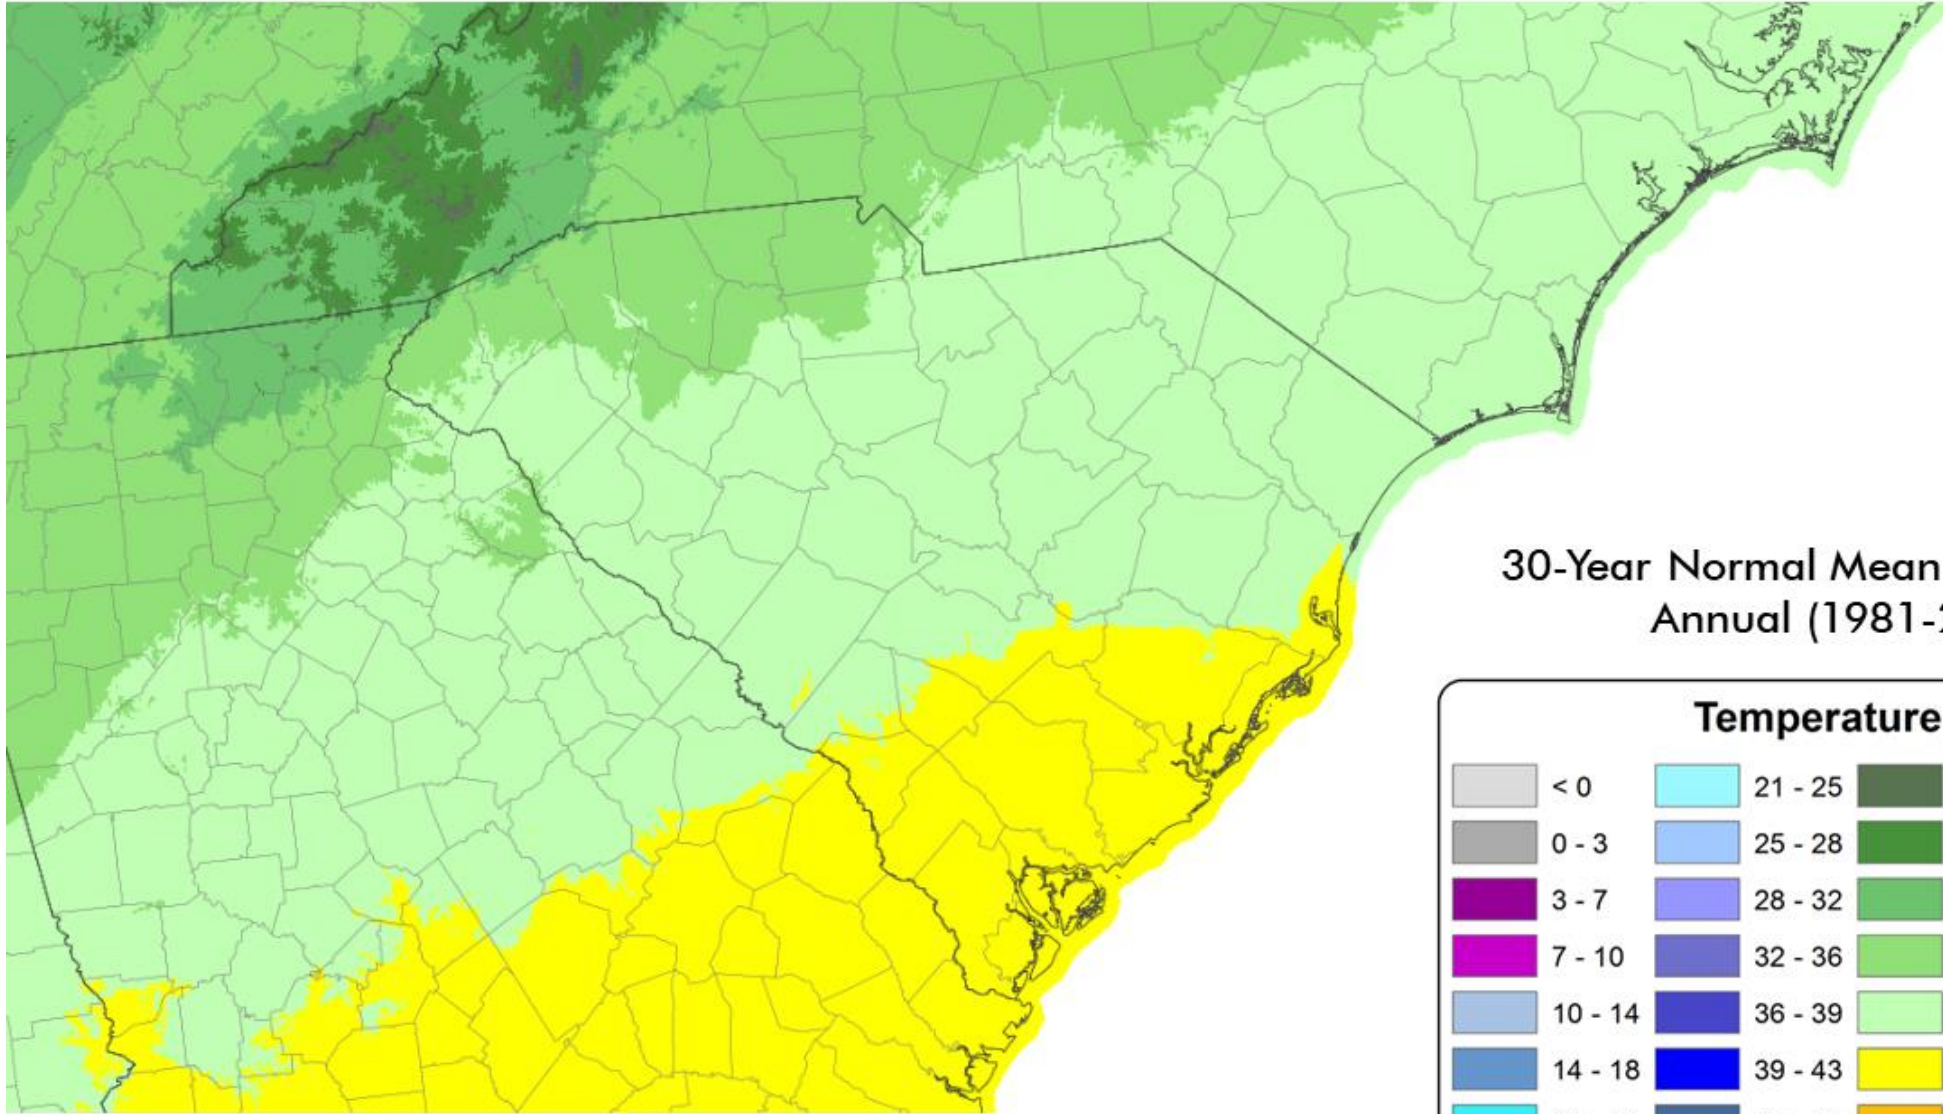 30-Year Normal Mean
Annual (1981-
Temperature
< 0 21 - 25
0 - 3 25 - 28
3 - 7 28 - 32
7 - 10 32 - 36
10 - 14 36 - 39
14 - 18 39 - 43